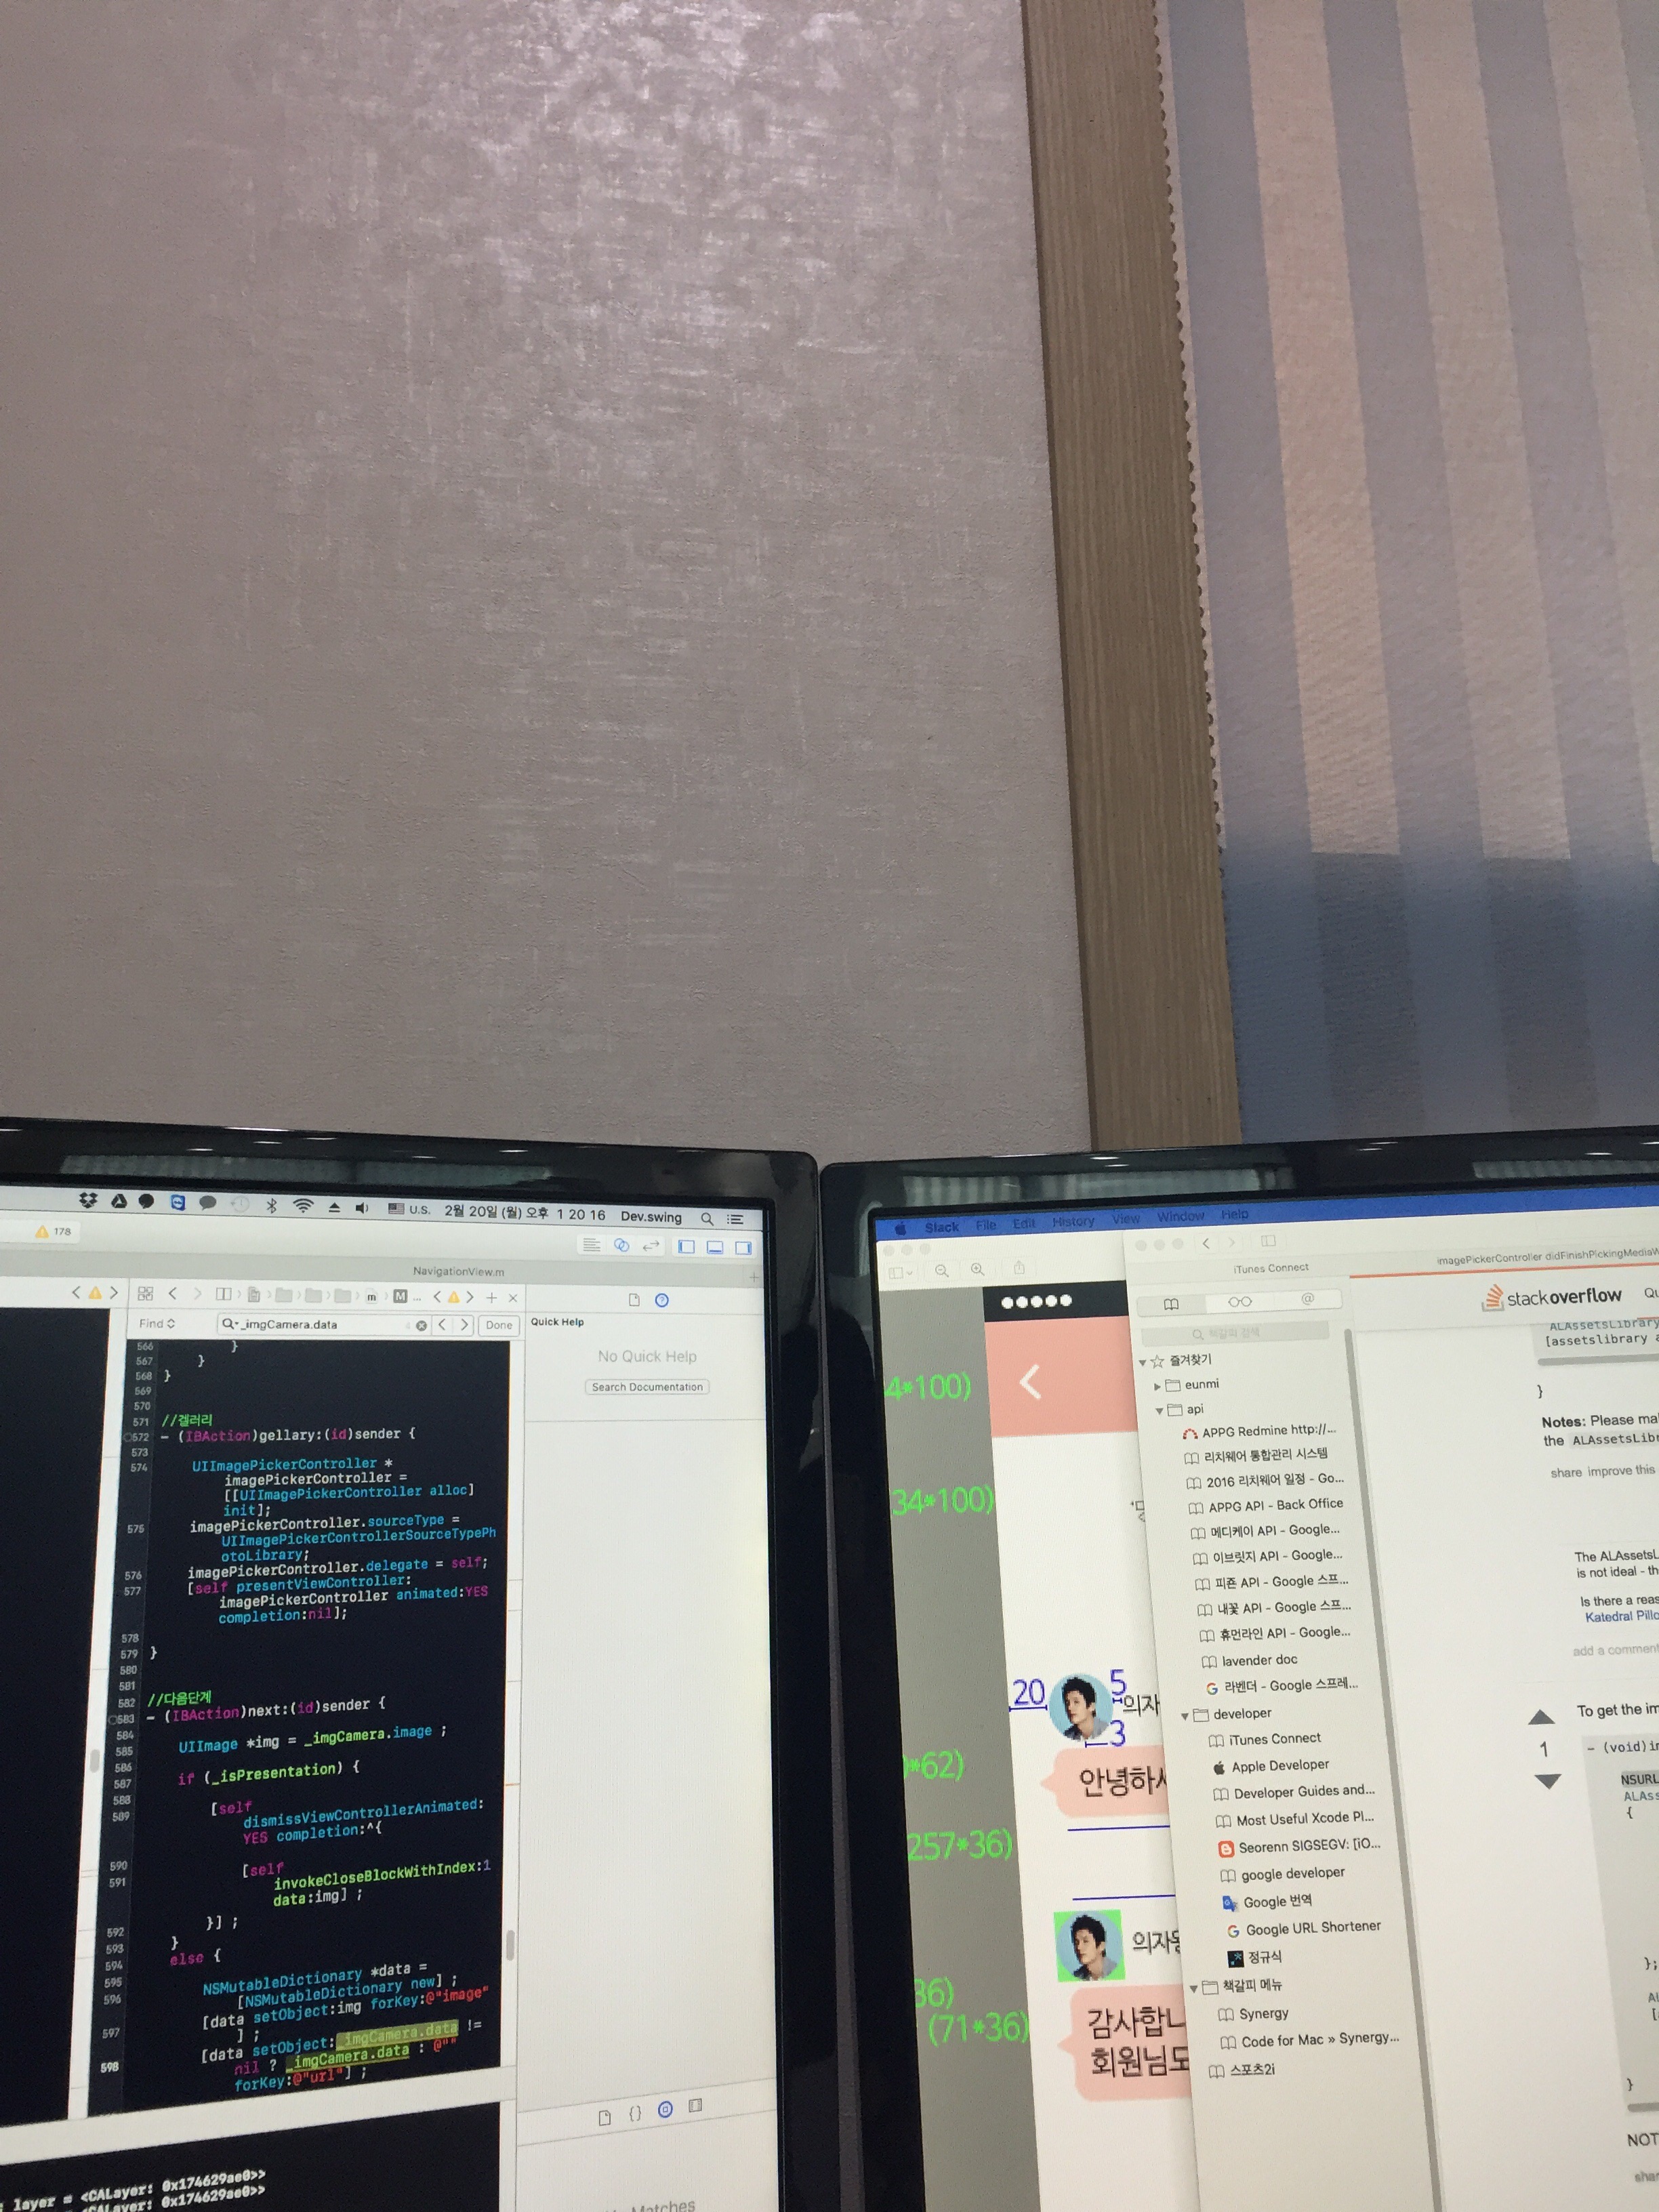 U.S. 2월 20일 (월) 오후 1 20 16 Dev.swing
178
NavigationView.m
m M ...
Find
_imgCamera.data
Done
566 }
567 }
568 }
569
570
571 //겔러리
572 - (IBAction)gellary:(id)sender {
573
574 UIImagePickerController *
imagePickerController =
[[UIImagePickerController alloc]
init];
575 imagePickerController.sourceType =
UIImagePickerControllerSourceTypePh
otoLibrary;
576 imagePickerController.delegate = self;
577 [self presentViewController:
imagePickerController animated:YES
completion:nil];
578
579 }
580
581
582 //다음단계
583 - (IBAction)next:(id)sender {
584
585 UIImage *img = _imgCamera.image ;
586
587 if (_isPresentation) {
588
589 [self
dismissViewControllerAnimated:
YES completion:^{
590
591 [self
invokeCloseBlockWithIndex:1
data:img] ;
592 }] ;
593 }
594 else {
595
596 NSMutableDictionary *data =
[NSMutableDictionary new] ;
597 [data setObject:img forKey:@"image"
] ;
598 [data setObject:_imgCamera.data !=
nil ? _imgCamera.data : @""
forKey:@"url"] ;
layer = <CALayer: 0x174629ae0>>
<CALayer: 0x174629ae0>>
Quick Help
No Quick Help
Search Documentation
{}
Matches
Slack File Edit History View Window Help
4*100)
34*100)
20
5
의자
3
*62)
안녕하
257*36)
의자
36)
(71*36)
감사합니
회원님도
iTunes Connect
@
책갈피 검색
즐겨찾기
eunmi
api
APPG Redmine http://...
리치웨어 통합관리 시스템
2016 리치웨어 일정 - Go...
APPG API - Back Office
메디케이 API - Google...
이브릿지 API - Google...
피죤 API - Google 스프...
내꽃 API - Google 스프...
휴먼라인 API - Google...
lavender doc
라벤더 - Google 스프레...
developer
iTunes Connect
Apple Developer
Developer Guides and...
Most Useful Xcode Pl...
Seorenn SIGSEGV: [iO...
google developer
Google 번역
Google URL Shortener
정규식
책갈피 메뉴
Synergy
Code for Mac » Synergy...
스포츠2i
imagePickerController didFinishPickingMediaW
stackoverflow Qu
ALAssetsLibrary
[assetslibrary a
}
Notes: Please ma
the ALAssetsLibr
share improve this
The ALAssetsL
is not ideal - th
Is there a reas
Katedral Pillo
add a comment
To get the im
1
- (void)im
NSURL
ALAss
{
};
}
NOT
shar